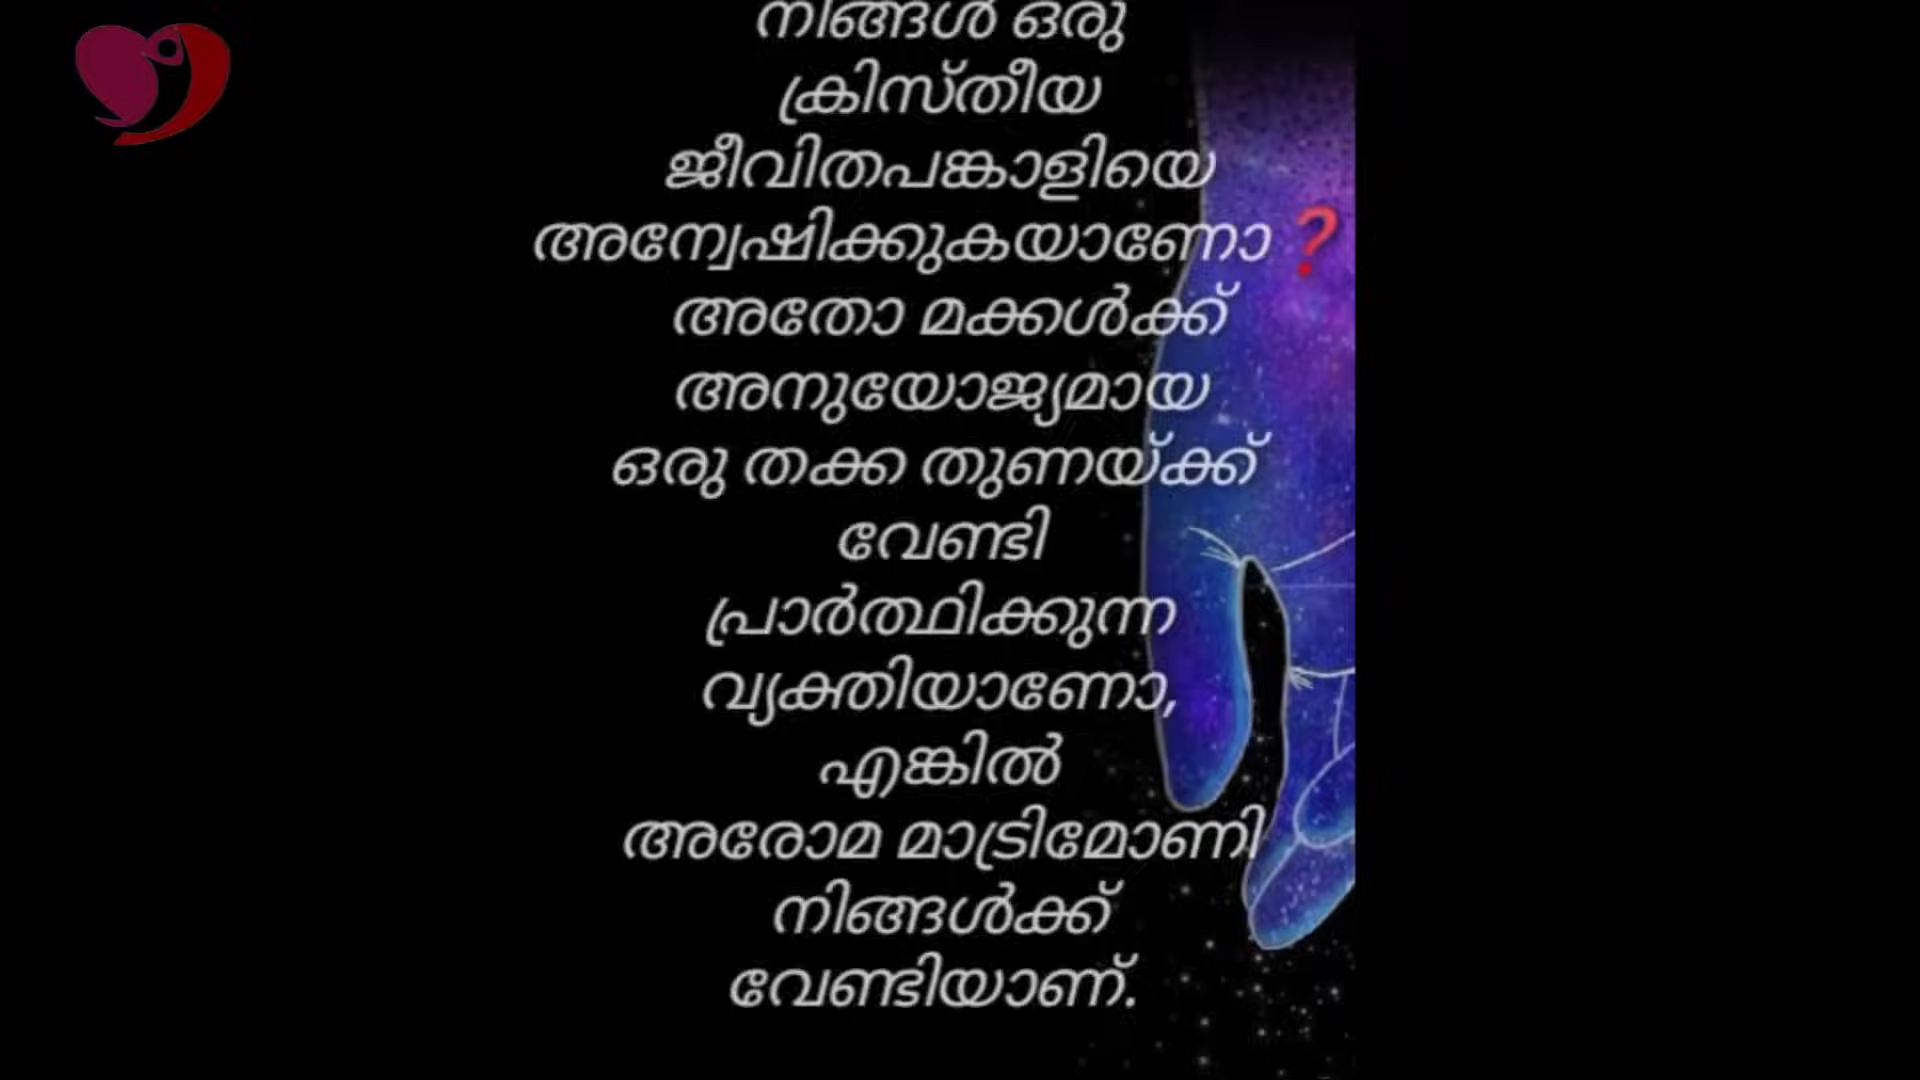 നിങ്ങൾ ഒരു
ക്രിസ്തീയ
ജീവിതപങ്കാളിയെ
അന്വേഷിക്കുകയാണോ❓
അതോ മക്കൾക്ക്
അനുയോജ്യമായ
ഒരു തക്ക തുണയ്ക്ക്
വേണ്ടി
പ്രാർത്ഥിക്കുന്ന
വ്യക്തിയാണോ,
എങ്കിൽ
അരോമ മാട്രിമോണി
നിങ്ങൾക്ക്
വേണ്ടിയാണ്.